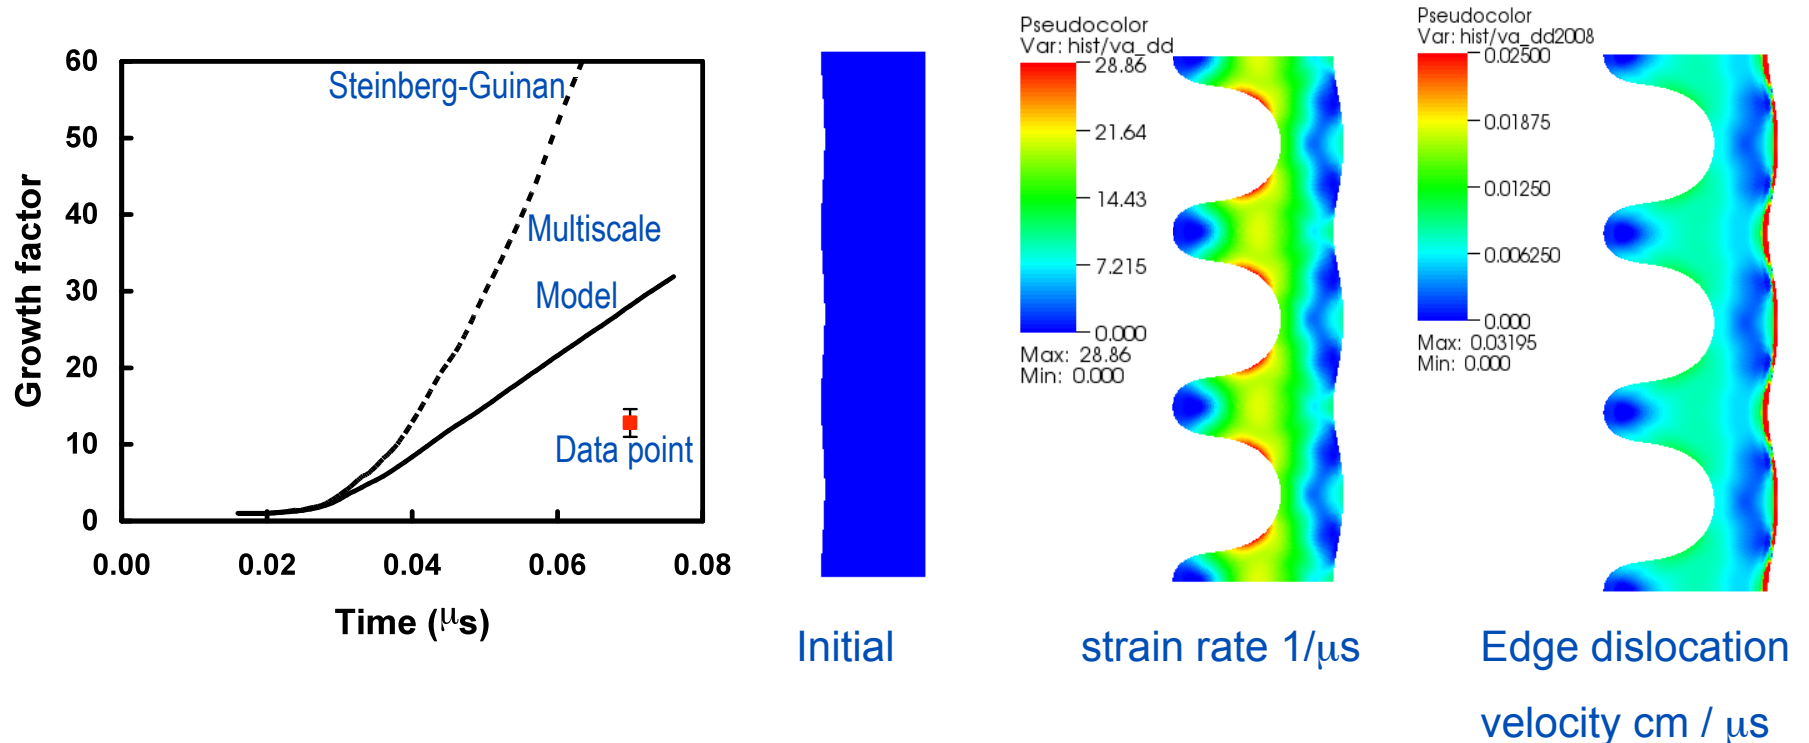 60
50
40
30
20
10
0
Growth factor
0.00
0.02
0.04
0.06
0.08
Time (μs)
Steinberg-Guinan
Multiscale
Model
Data point
Initial
Pseudocolor
Var: hist/va_dd
28.86
21.64
14.43
7.215
0.000
Max: 28.86
Min: 0.000
strain rate 1/μs
Pseudocolor
Var: hist/va_dd2008
0.02500
0.01875
0.01250
0.006250
0.000
Max: 0.03195
Min: 0.000
Edge dislocation
velocity cm / μs